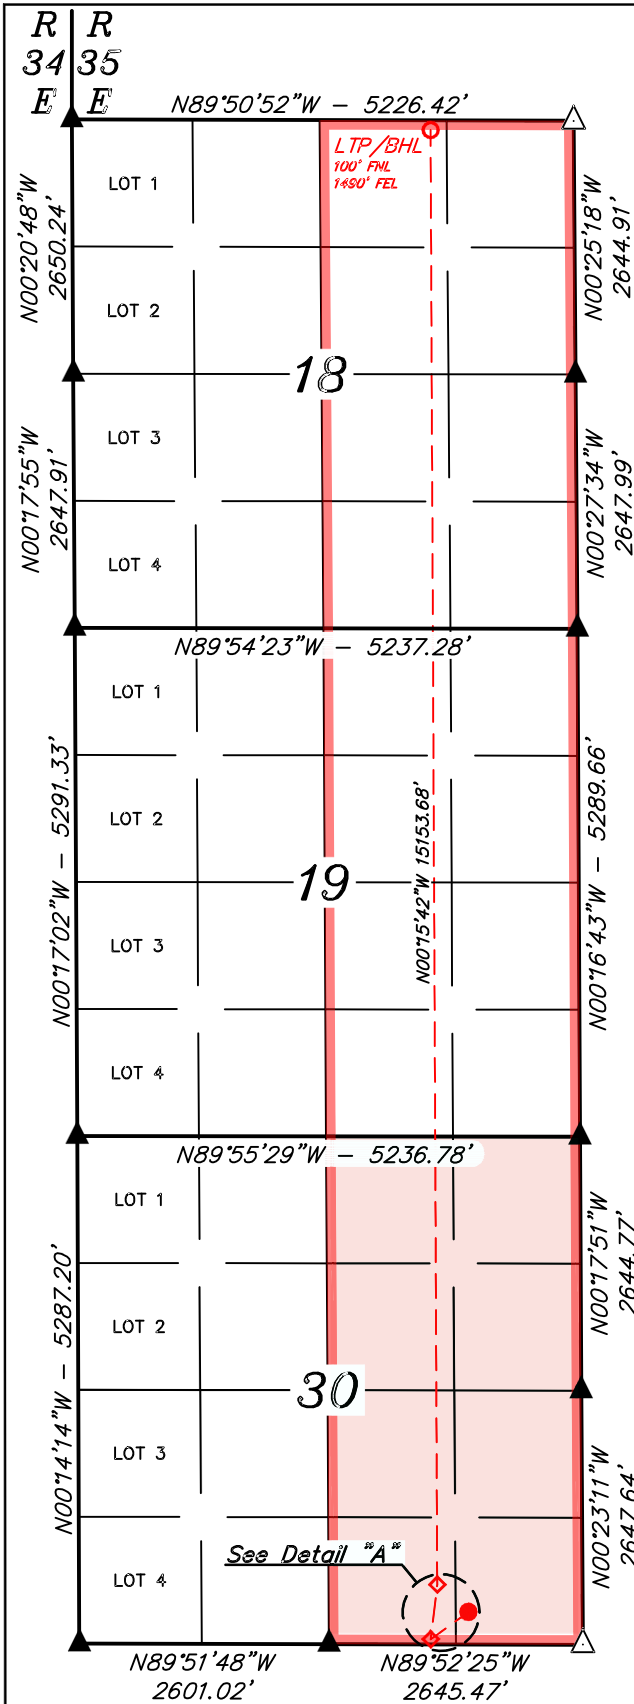 R R
34 35
E E
N89°50'52"W - 5226.42'
LTP/BHL
100' FNL
1490' FEL
LOT 1
N00°20'48"W
2650.24'
N00°25'18"W
2644.91'
LOT 2
18
LOT 3
N00°17'55"W
2647.91'
N00°27'34"W
2647.99'
LOT 4
N89°54'23"W - 5237.28'
LOT 1
LOT 2
N00°17'02"W - 5291.33'
N00°15'42"W 15153.68'
N00°16'43"W - 5289.66'
19
LOT 3
LOT 4
N89°55'29"W - 5236.78'
LOT 1
N00°17'51"W
2644.77'
LOT 2
N00°14'14"W - 5287.20'
30
LOT 3
N00°23'11"W
2647.64'
See Detail "A"
LOT 4
N89°51'48"W
2601.02'
N89°52'25"W
2645.47'